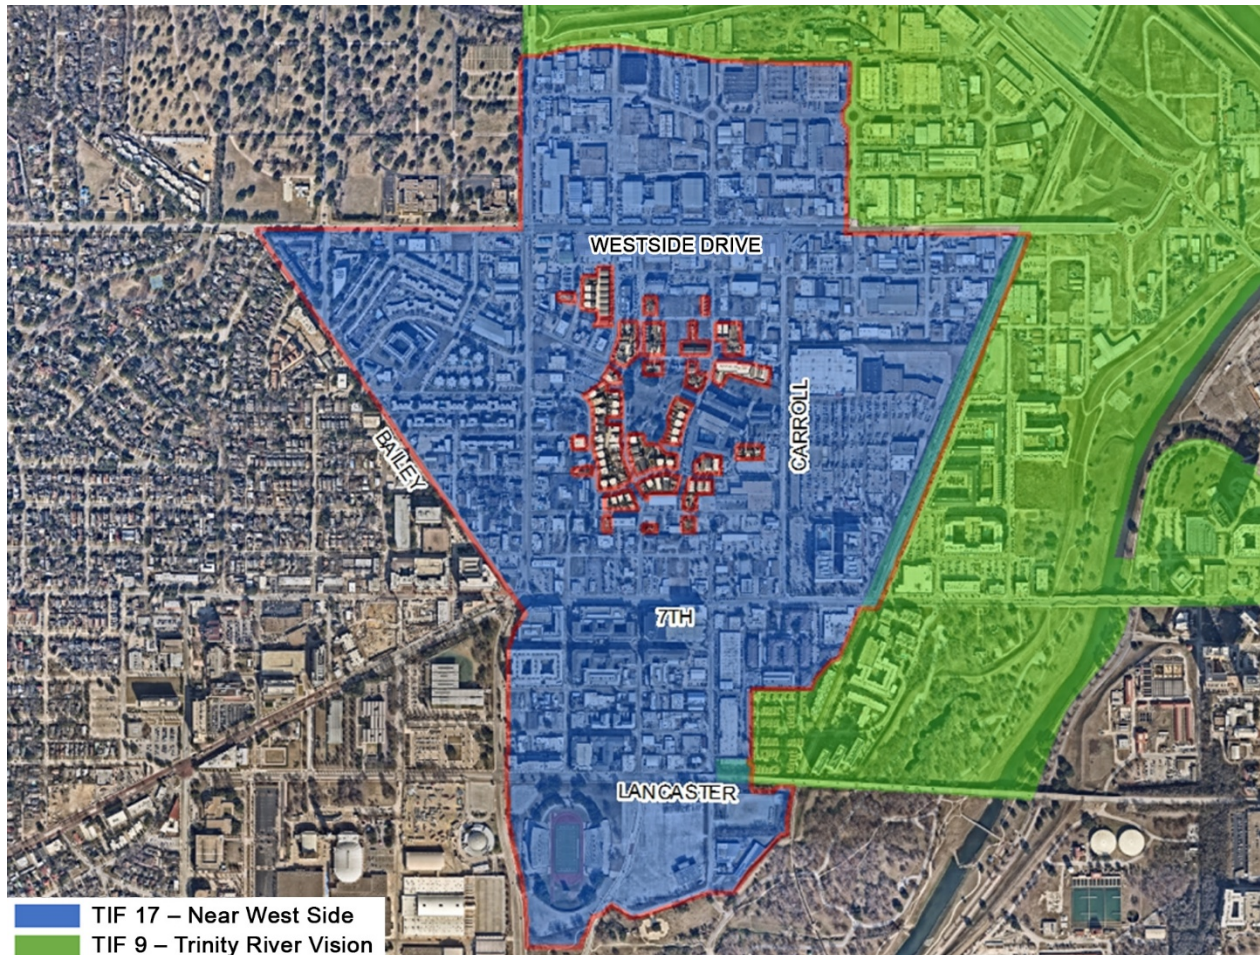 WESTSIDE DRIVE
CARROLL
BAILEY
7TH
LANCASTER
TIF 17 – Near West Side
TIF 9 – Trinity River Vision